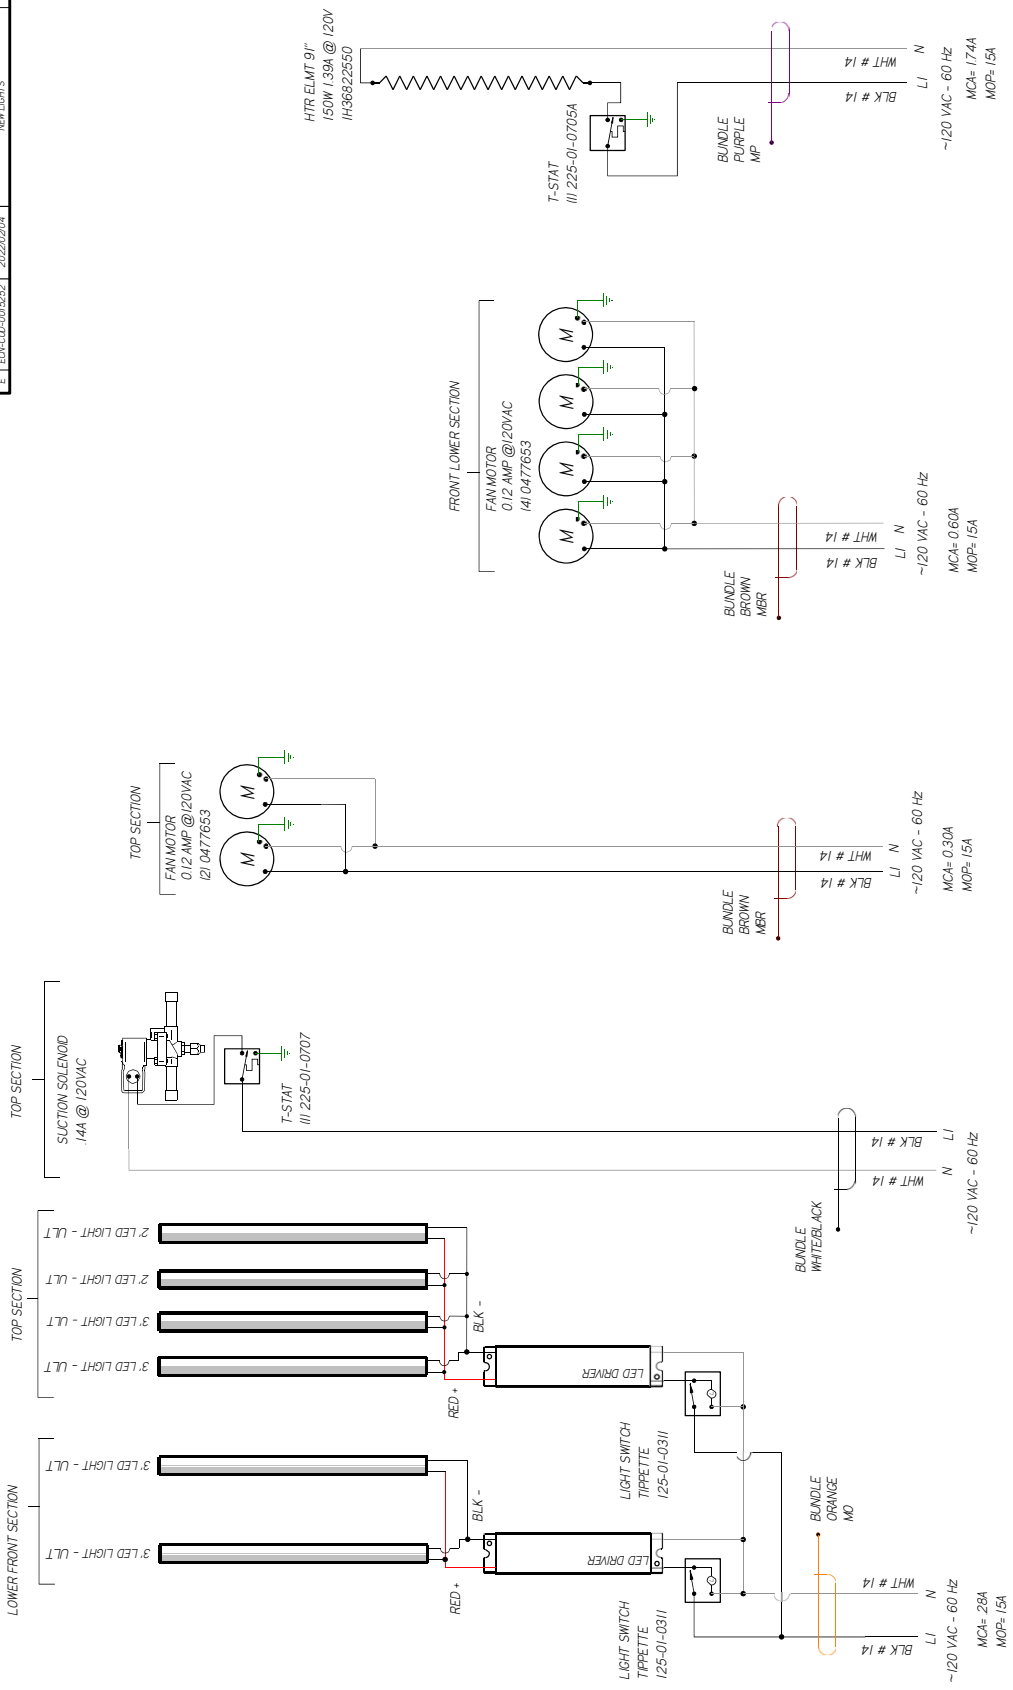 E ECN-CLD-0015252 2022/02/04 NEW LIGHTS
HTR ELMT 91"
150W 1.39A @ 120V
1H36822550
T-STAT
(1) 225-01-0705A
BUNDLE
PURPLE
MP
WHT # 14
BLK # 14
N
L1
~120 VAC - 60 Hz
MCA= 1.74A
MOP= 15A
FRONT LOWER SECTION
FAN MOTOR
0.12 AMP @120VAC
(4) 0477653
M
M
M
M
BUNDLE
BROWN
MBR
WHT # 14
BLK # 14
N
L1
~120 VAC - 60 Hz
MCA= 0.60A
MOP= 15A
TOP SECTION
FAN MOTOR
0.12 AMP @120VAC
(2) 0477653
M
M
BUNDLE
BROWN
MBR
WHT # 14
BLK # 14
N
L1
~120 VAC - 60 Hz
MCA= 0.30A
MOP= 15A
TOP SECTION
SUCTION SOLENOID
.14A @ 120VAC
T-STAT
(1) 225-01-0707
BUNDLE
WHITE/BLACK
BLK # 14
WHT # 14
L1
N
~120 VAC - 60 Hz
TOP SECTION
2' LED LIGHT - ULT
2' LED LIGHT - ULT
3' LED LIGHT - ULT
3' LED LIGHT - ULT
BLK -
RED +
LED DRIVER
LIGHT SWITCH
TIPPETTE
125-01-0311
LOWER FRONT SECTION
3' LED LIGHT - ULT
3' LED LIGHT - ULT
BLK -
RED +
LED DRIVER
LIGHT SWITCH
TIPPETTE
125-01-0311
BUNDLE
ORANGE
MO
WHT # 14
BLK # 14
N
L1
~120 VAC - 60 Hz
MCA= .28A
MOP= 15A